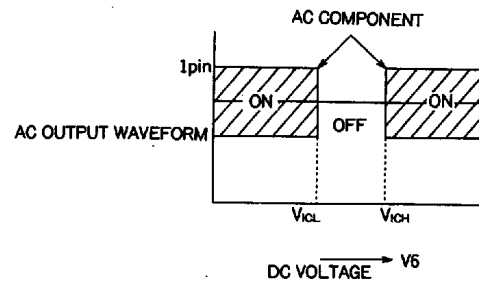 AC COMPONENT
1pin
ON
ON
OFF
AC OUTPUT WAVEFORM
VICL
VICH
DC VOLTAGE
V6